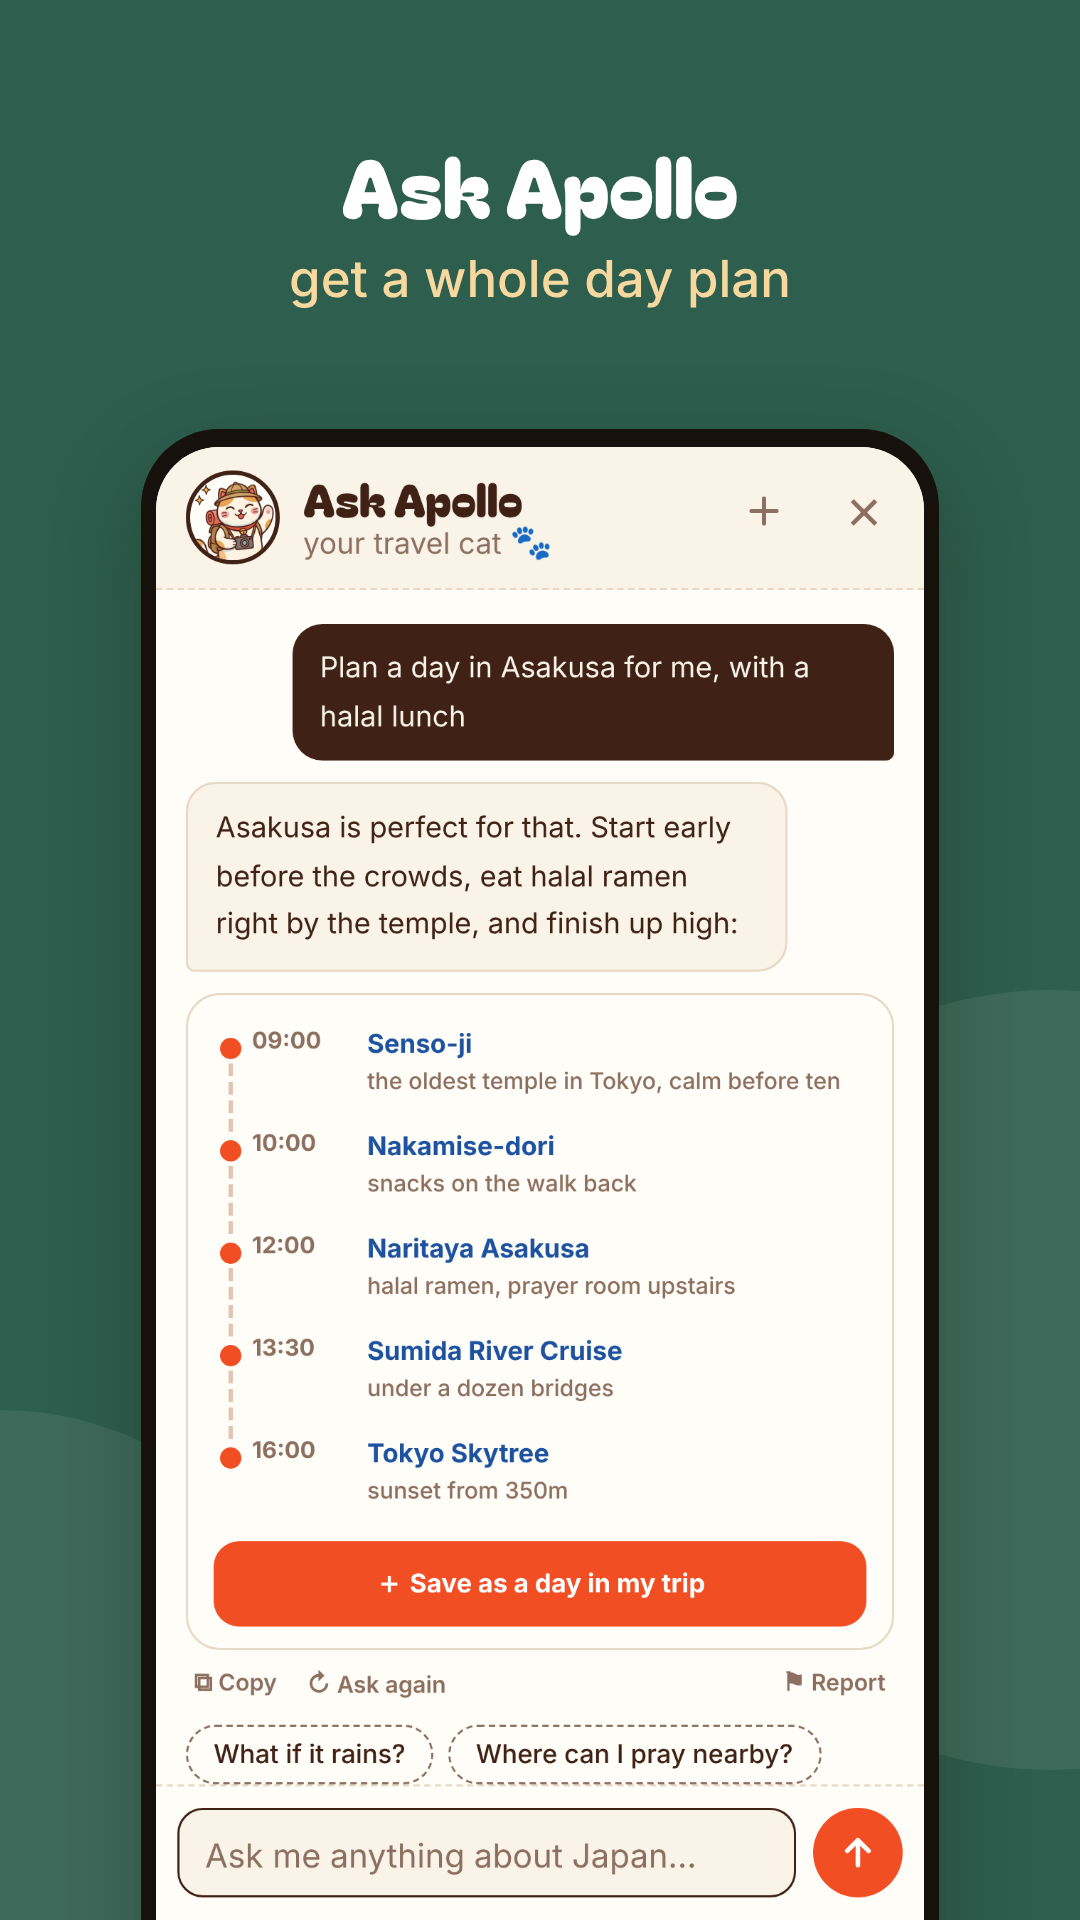 Ask Apollo
get a whole day plan
Ask Apollo
your travel cat 🐾
Plan a day in Asakusa for me, with a
halal lunch
Asakusa is perfect for that. Start early
before the crowds, eat halal ramen
right by the temple, and finish up high:
09:00 Senso-ji
the oldest temple in Tokyo, calm before ten
10:00 Nakamise-dori
snacks on the walk back
12:00 Naritaya Asakusa
halal ramen, prayer room upstairs
13:30 Sumida River Cruise
under a dozen bridges
16:00 Tokyo Skytree
sunset from 350m
+ Save as a day in my trip
Copy Ask again Report
What if it rains? Where can I pray nearby?
Ask me anything about Japan...